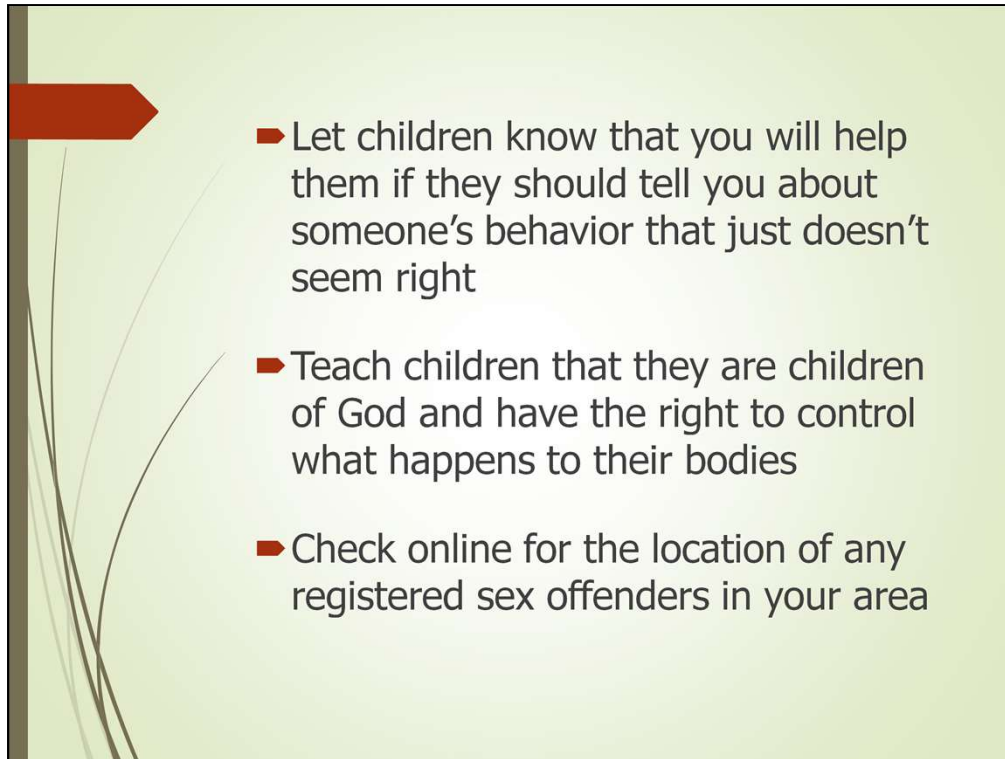 Let children know that you will help
them if they should tell you about
someone’s behavior that just doesn’t
seem right
Teach children that they are children
of God and have the right to control
what happens to their bodies
Check online for the location of any
registered sex offenders in your area